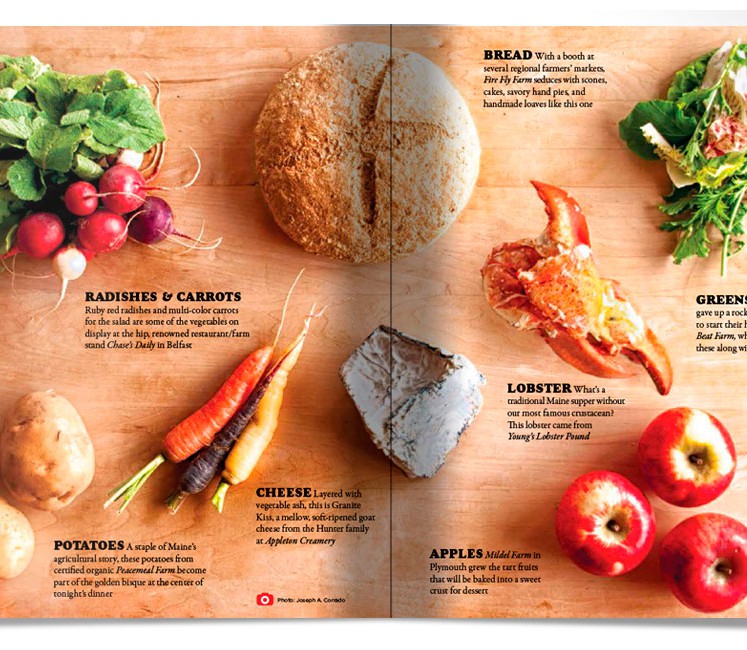 BREAD With a booth at
several regional farmers' markets,
Fire Fly Farm seduces with scones,
cakes, savory hand pies, and
handmade loaves like this one
RADISHES & CARROTS
Ruby red radishes and multi-color carrots
for the salad are some of the vegetables on
display at the hip, renowned restaurant/farm
stand Chase's Daily in Belfast
GREENS
gave up a rock
to start their
Beat Farm, wh
these along wi
LOBSTER What's a
traditional Maine supper without
our most famous crustacean?
This lobster came from
Young's Lobster Pound
CHEESE Layered with
vegetable ash, this is Granite
Kiss, a mellow, soft-ripened goat
cheese from the Hunter family
at Appleton Creamery
POTATOES A staple of Maine's
agricultural story, these potatoes from
certified organic Peacemeal Farm become
part of the golden bisque at the center of
tonight's dinner
APPLES Mildel Farm in
Plymouth grew the tart fruits
that will be baked into a sweet
crust for dessert
Photo: Joseph A. Corrado